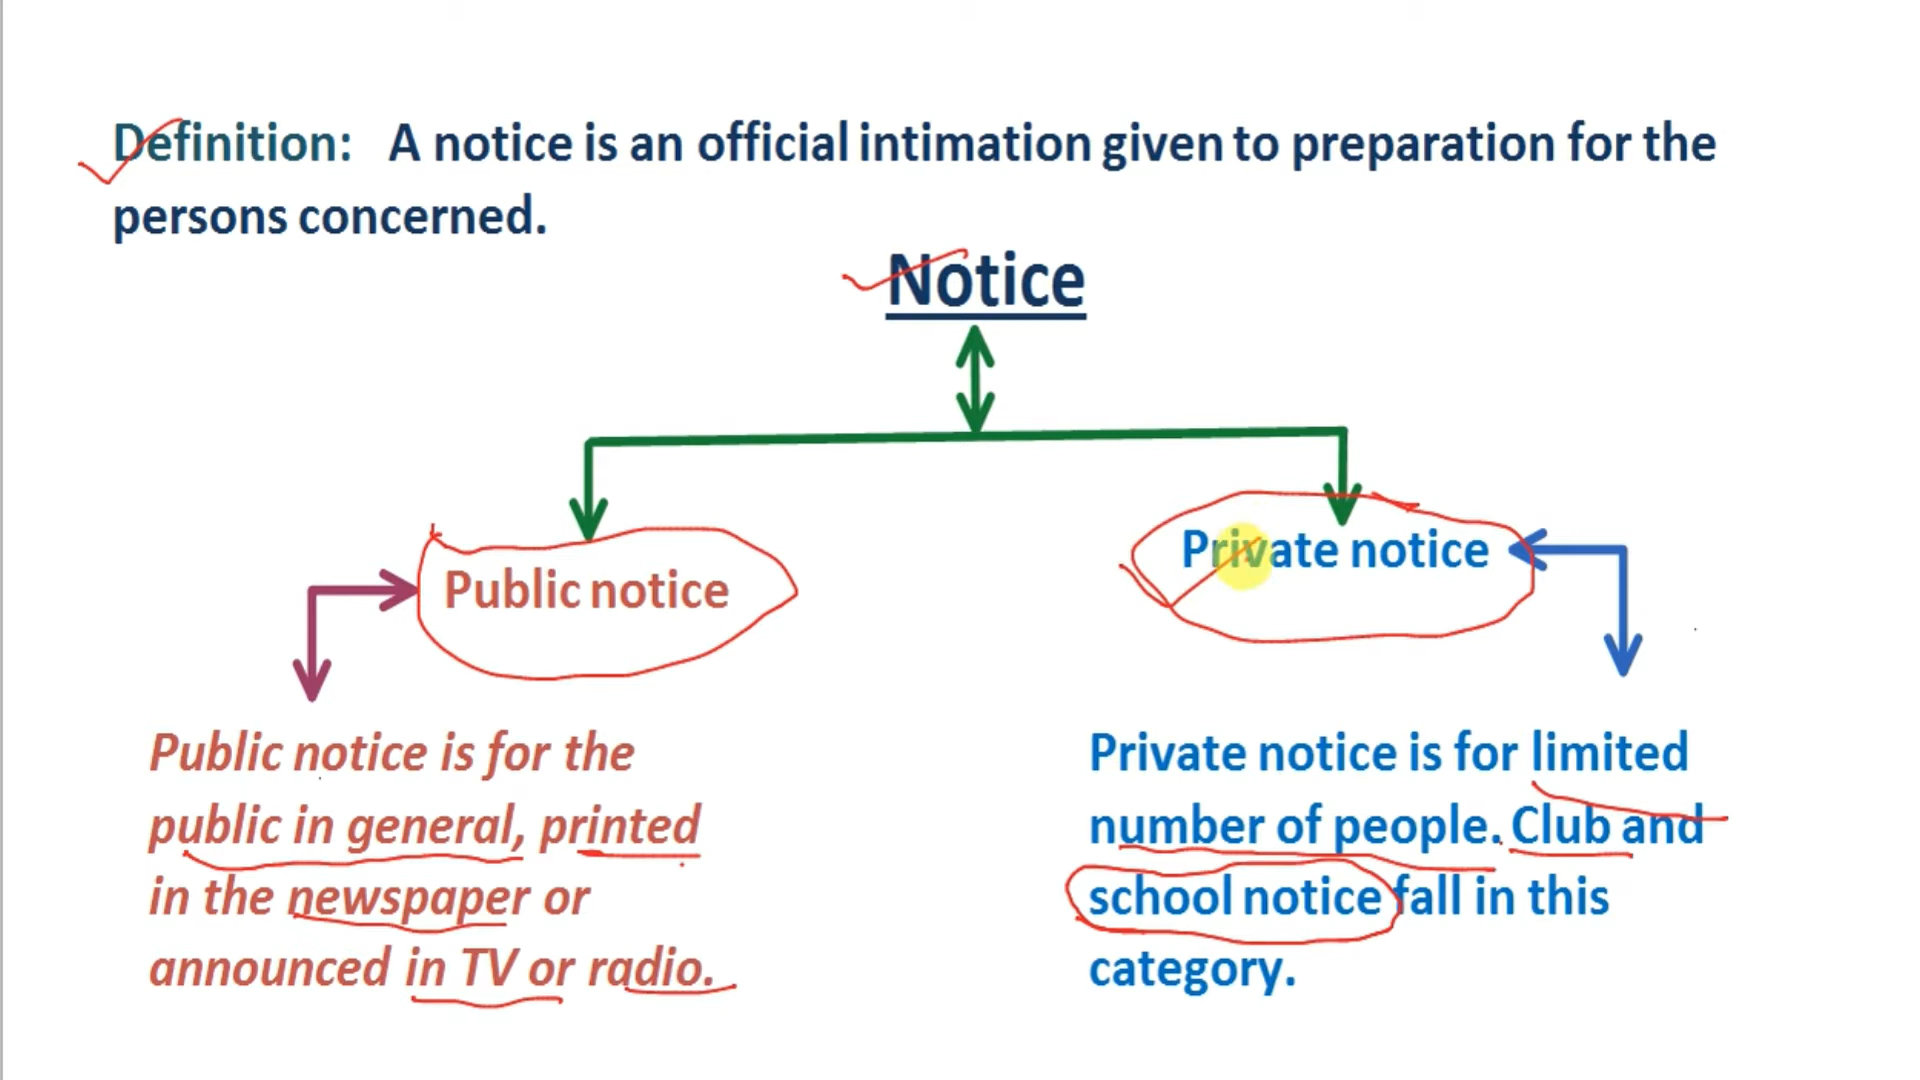 Definition: A notice is an official intimation given to preparation for the
persons concerned.
Notice
Public notice
Private notice
Public notice is for the
public in general, printed
in the newspaper or
announced in TV or radio.
Private notice is for limited
number of people. Club and
school notice fall in this
category.